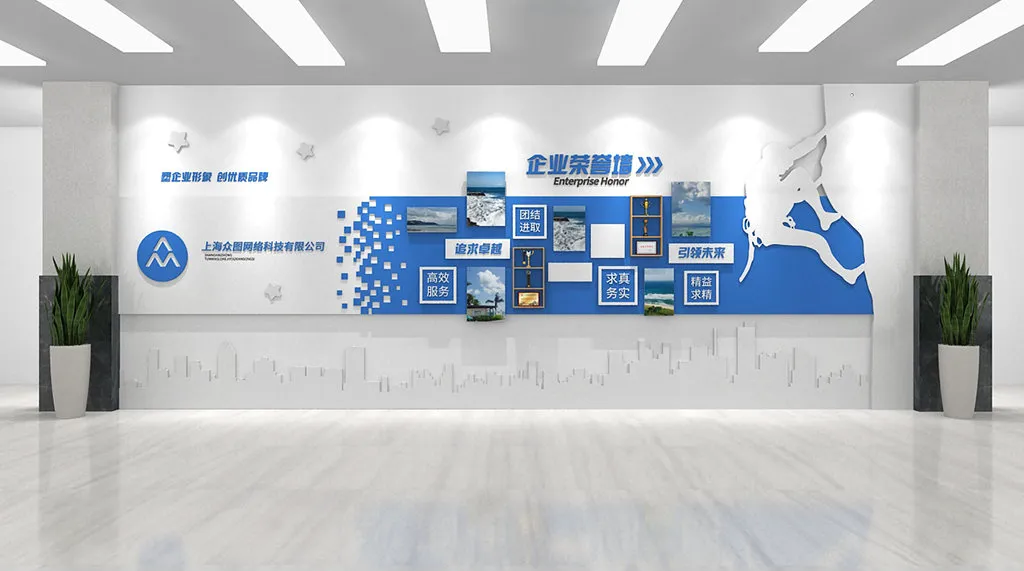 企业荣誉墙
Enterprise Honor
塑企业形象 创优质品牌
上海众图网络科技有限公司
团结
进取
追求卓越
引领未来
高效
服务
求真
务实
精益
求精